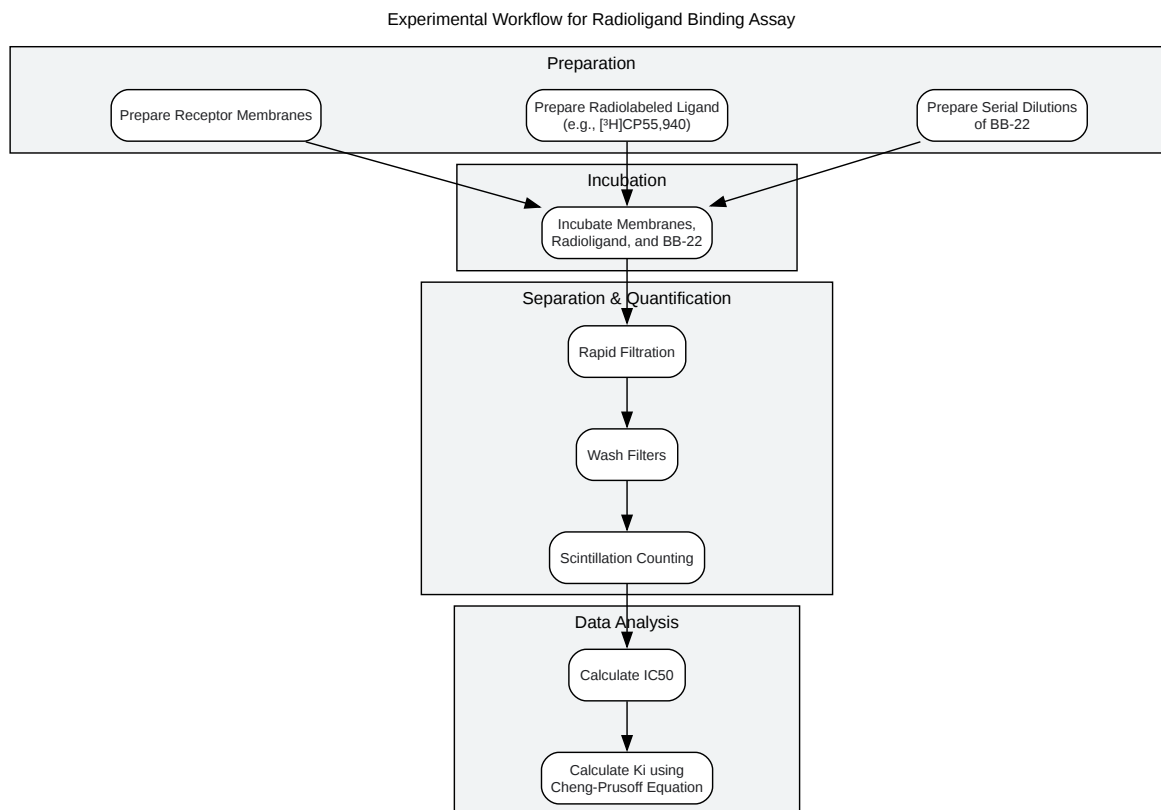 Experimental Workflow for Radioligand Binding Assay
Preparation
Prepare Receptor Membranes
Prepare Radiolabeled Ligand
(e.g., [³H]CP55,940)
Prepare Serial Dilutions
of BB-22
Incubation
Incubate Membranes,
Radioligand, and BB-22
Separation & Quantification
Rapid Filtration
Wash Filters
Scintillation Counting
Data Analysis
Calculate IC50
Calculate Ki using
Cheng-Prusoff Equation